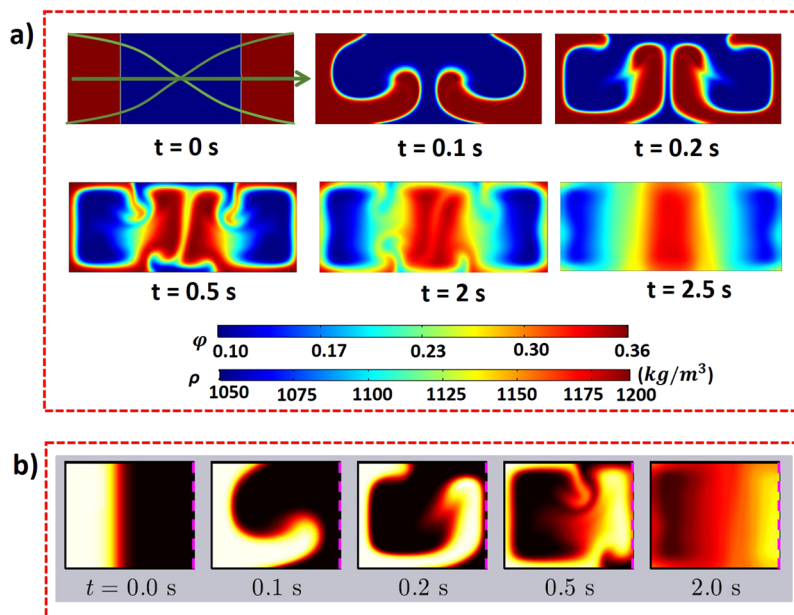 a)
t = 0 s
t = 0.1 s
t = 0.2 s
t = 0.5 s
t = 2 s
t = 2.5 s
φ
0.10 0.17 0.23 0.30 0.36
ρ (kg/m³)
1050 1075 1100 1125 1150 1175 1200
b)
t = 0.0 s
0.1 s
0.2 s
0.5 s
2.0 s